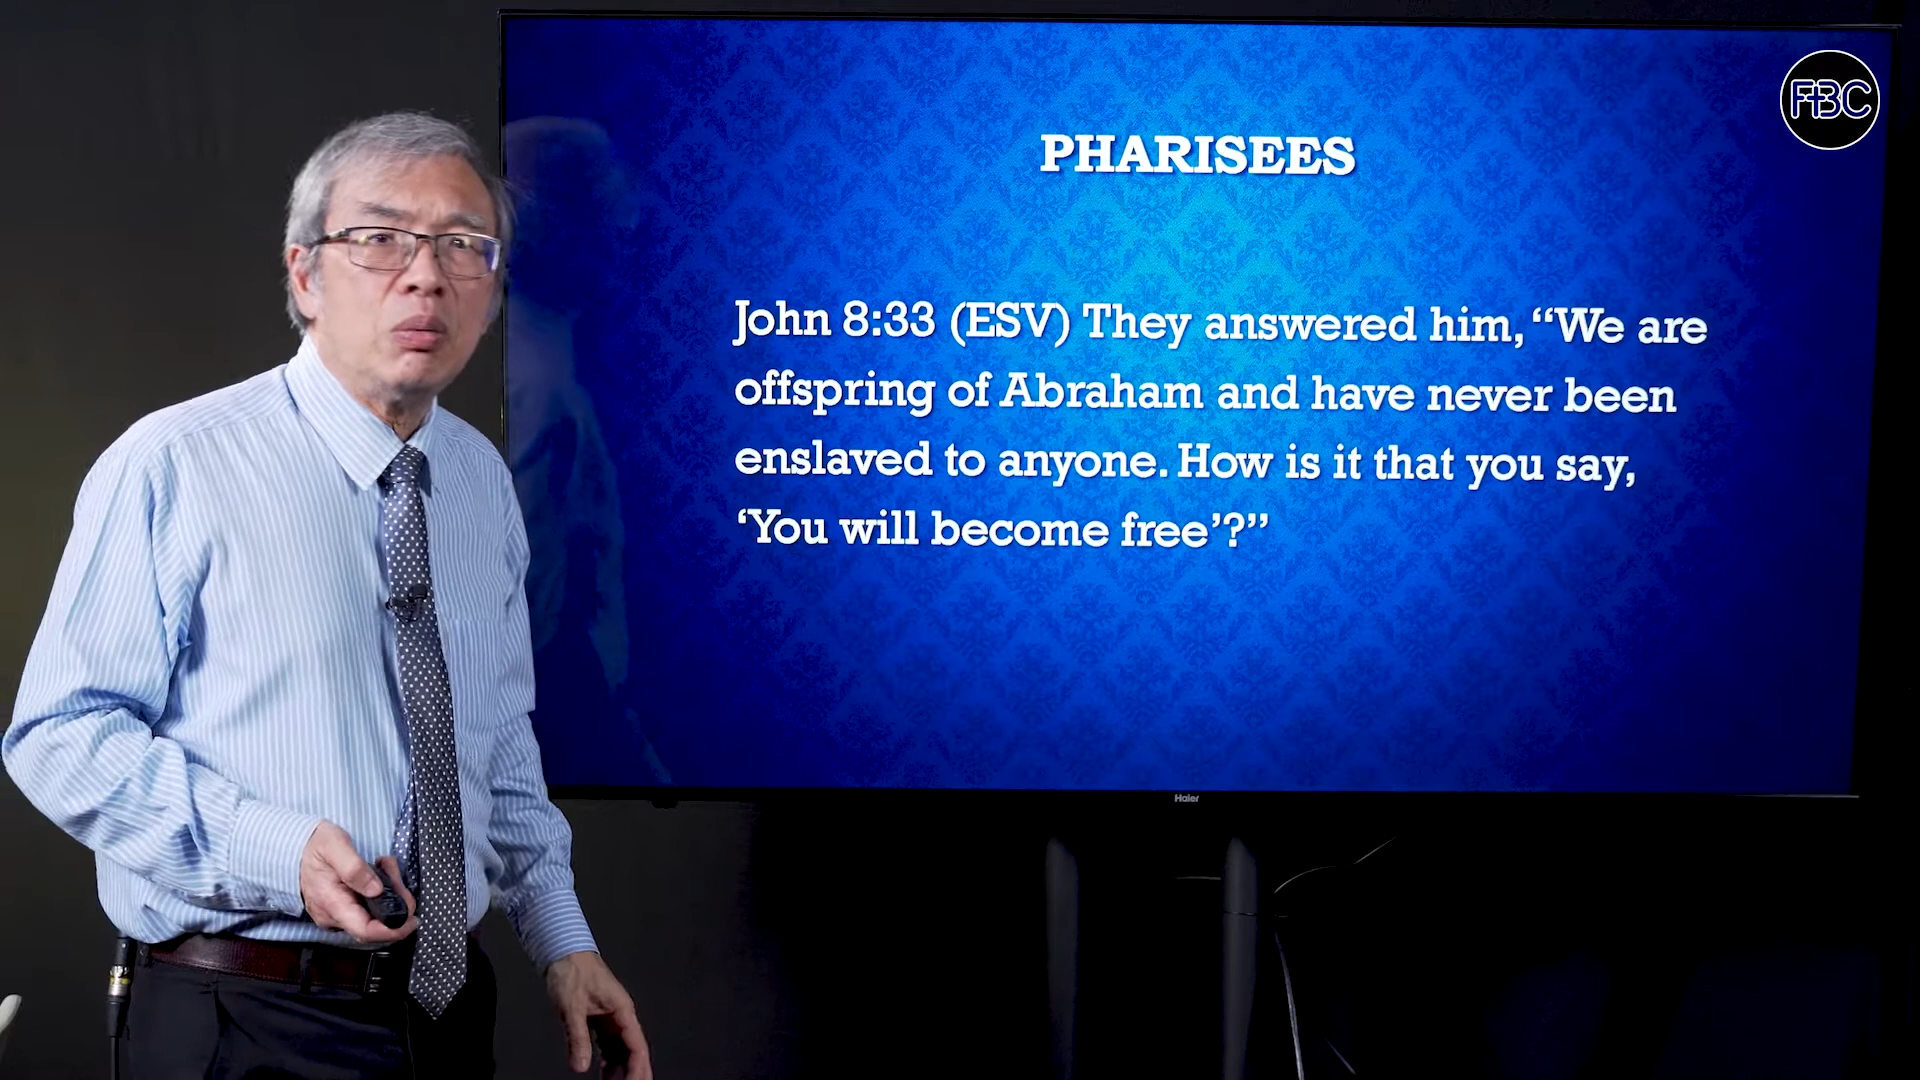 FBC
PHARISEES
John 8:33 (ESV) They answered him, “We are
offspring of Abraham and have never been
enslaved to anyone. How is it that you say,
‘You will become free’?”
Haier